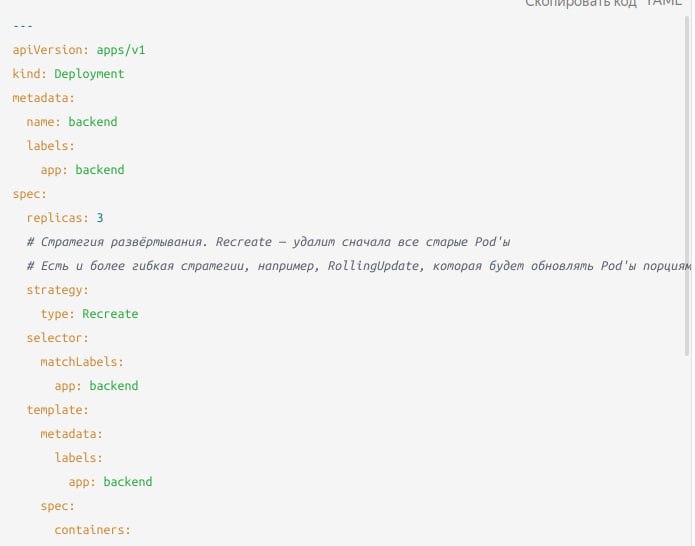 Скопировать код YAML
---
apiVersion: apps/v1
kind: Deployment
metadata:
  name: backend
  labels:
    app: backend
spec:
  replicas: 3
  # Стратегия развёртывания. Recreate — удалит сначала все старые Pod'ы
  # Есть и более гибкая стратегии, например, RollingUpdate, которая будет обновлять Pod'ы порциям
  strategy:
    type: Recreate
  selector:
    matchLabels:
      app: backend
  template:
    metadata:
      labels:
        app: backend
    spec:
      containers: